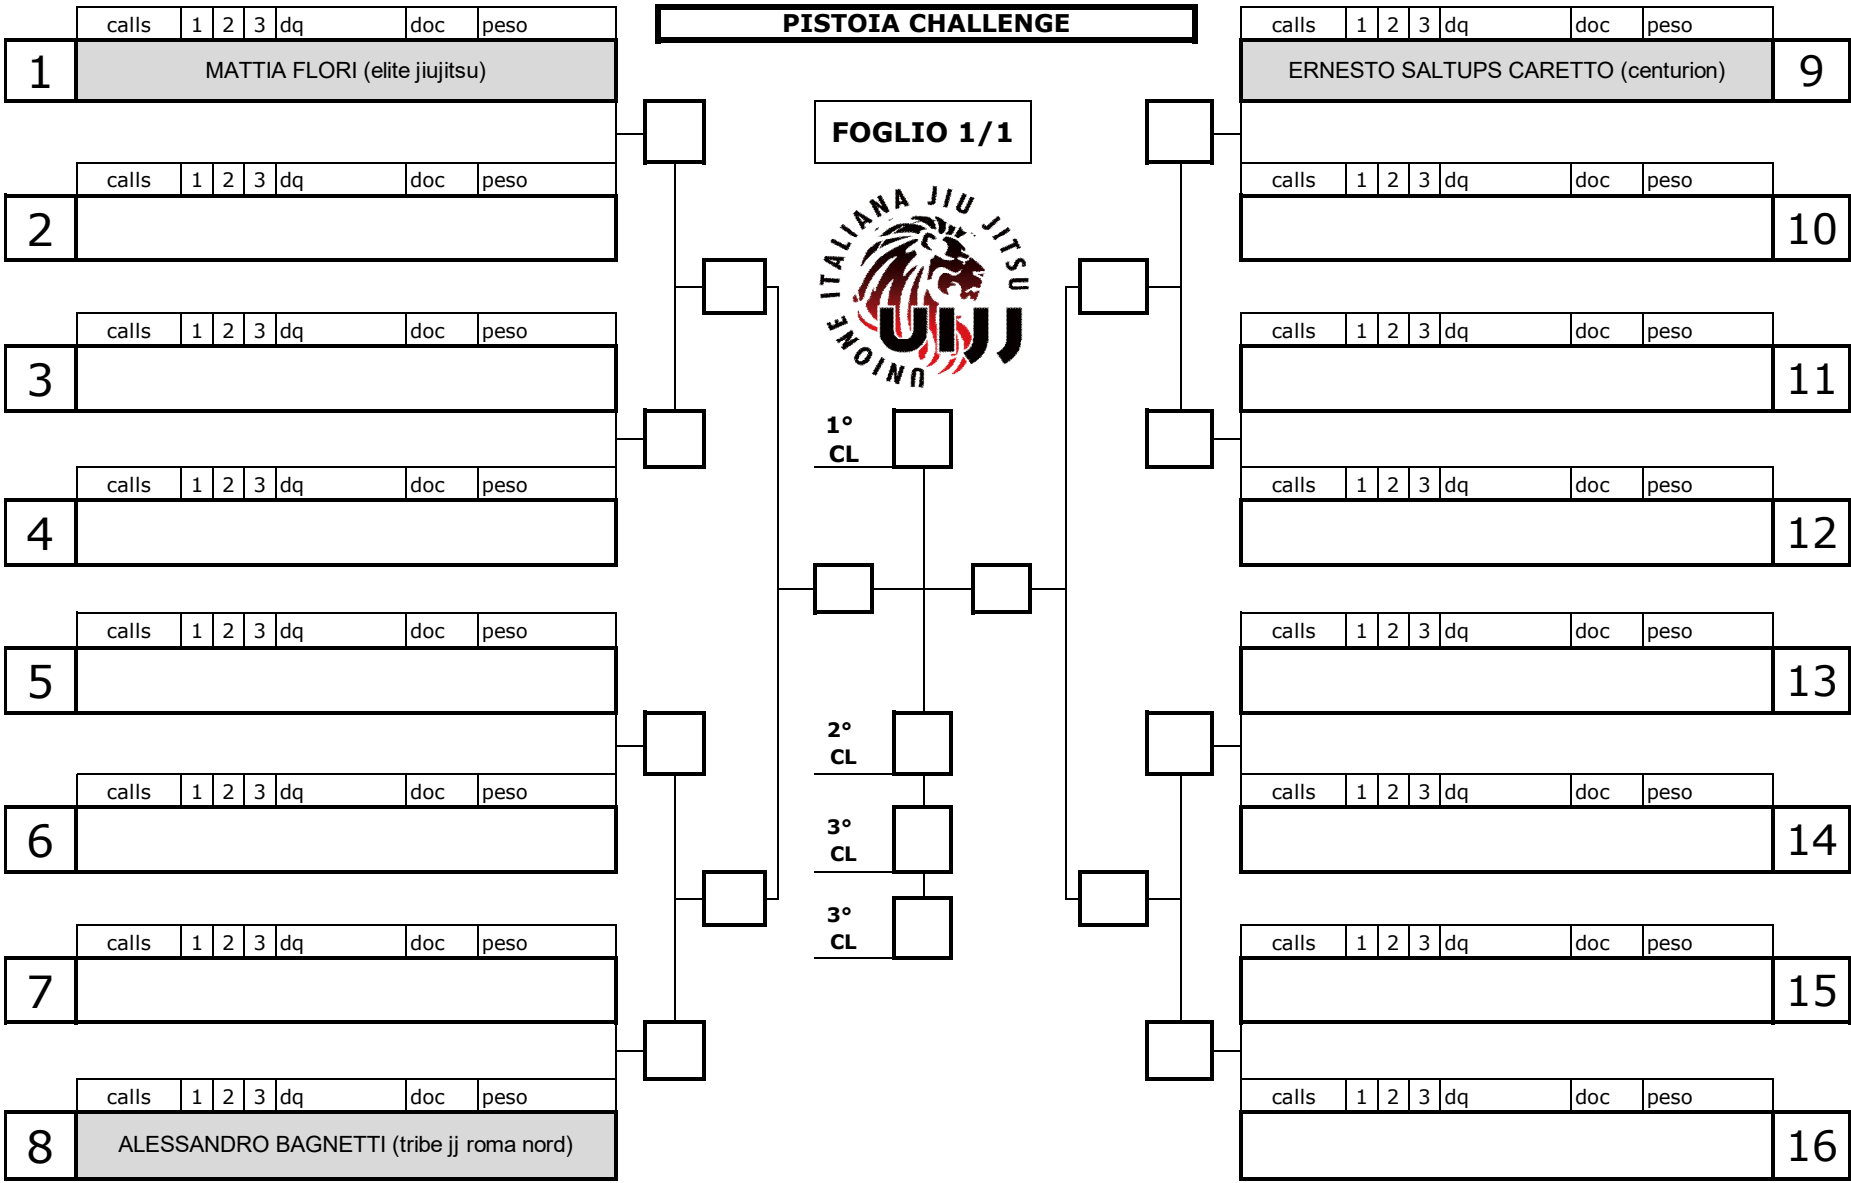 calls 1 2 3 dq doc peso
PISTOIA CHALLENGE
calls 1 2 3 dq doc peso
1 MATTIA FLORI (elite jiujitsu)
ERNESTO SALTUPS CARETTO (centurion) 9
FOGLIO 1/1
calls 1 2 3 dq doc peso
calls 1 2 3 dq doc peso
2
10
UNIONE ITALIANA JIU JITSU
UIJJ
calls 1 2 3 dq doc peso
calls 1 2 3 dq doc peso
3
11
1°
CL
calls 1 2 3 dq doc peso
calls 1 2 3 dq doc peso
4
12
calls 1 2 3 dq doc peso
calls 1 2 3 dq doc peso
5
13
2°
CL
calls 1 2 3 dq doc peso
calls 1 2 3 dq doc peso
6
14
3°
CL
3°
CL
calls 1 2 3 dq doc peso
calls 1 2 3 dq doc peso
7
15
calls 1 2 3 dq doc peso
calls 1 2 3 dq doc peso
8 ALESSANDRO BAGNETTI (tribe jj roma nord)
16